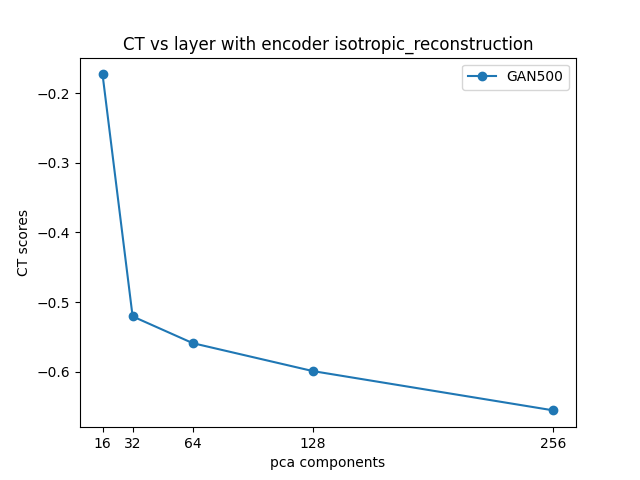 CT vs layer with encoder isotropic_reconstruction
GAN500
−0.2
−0.3
−0.4
−0.5
−0.6
CT scores
16 32 64 128 256
pca components